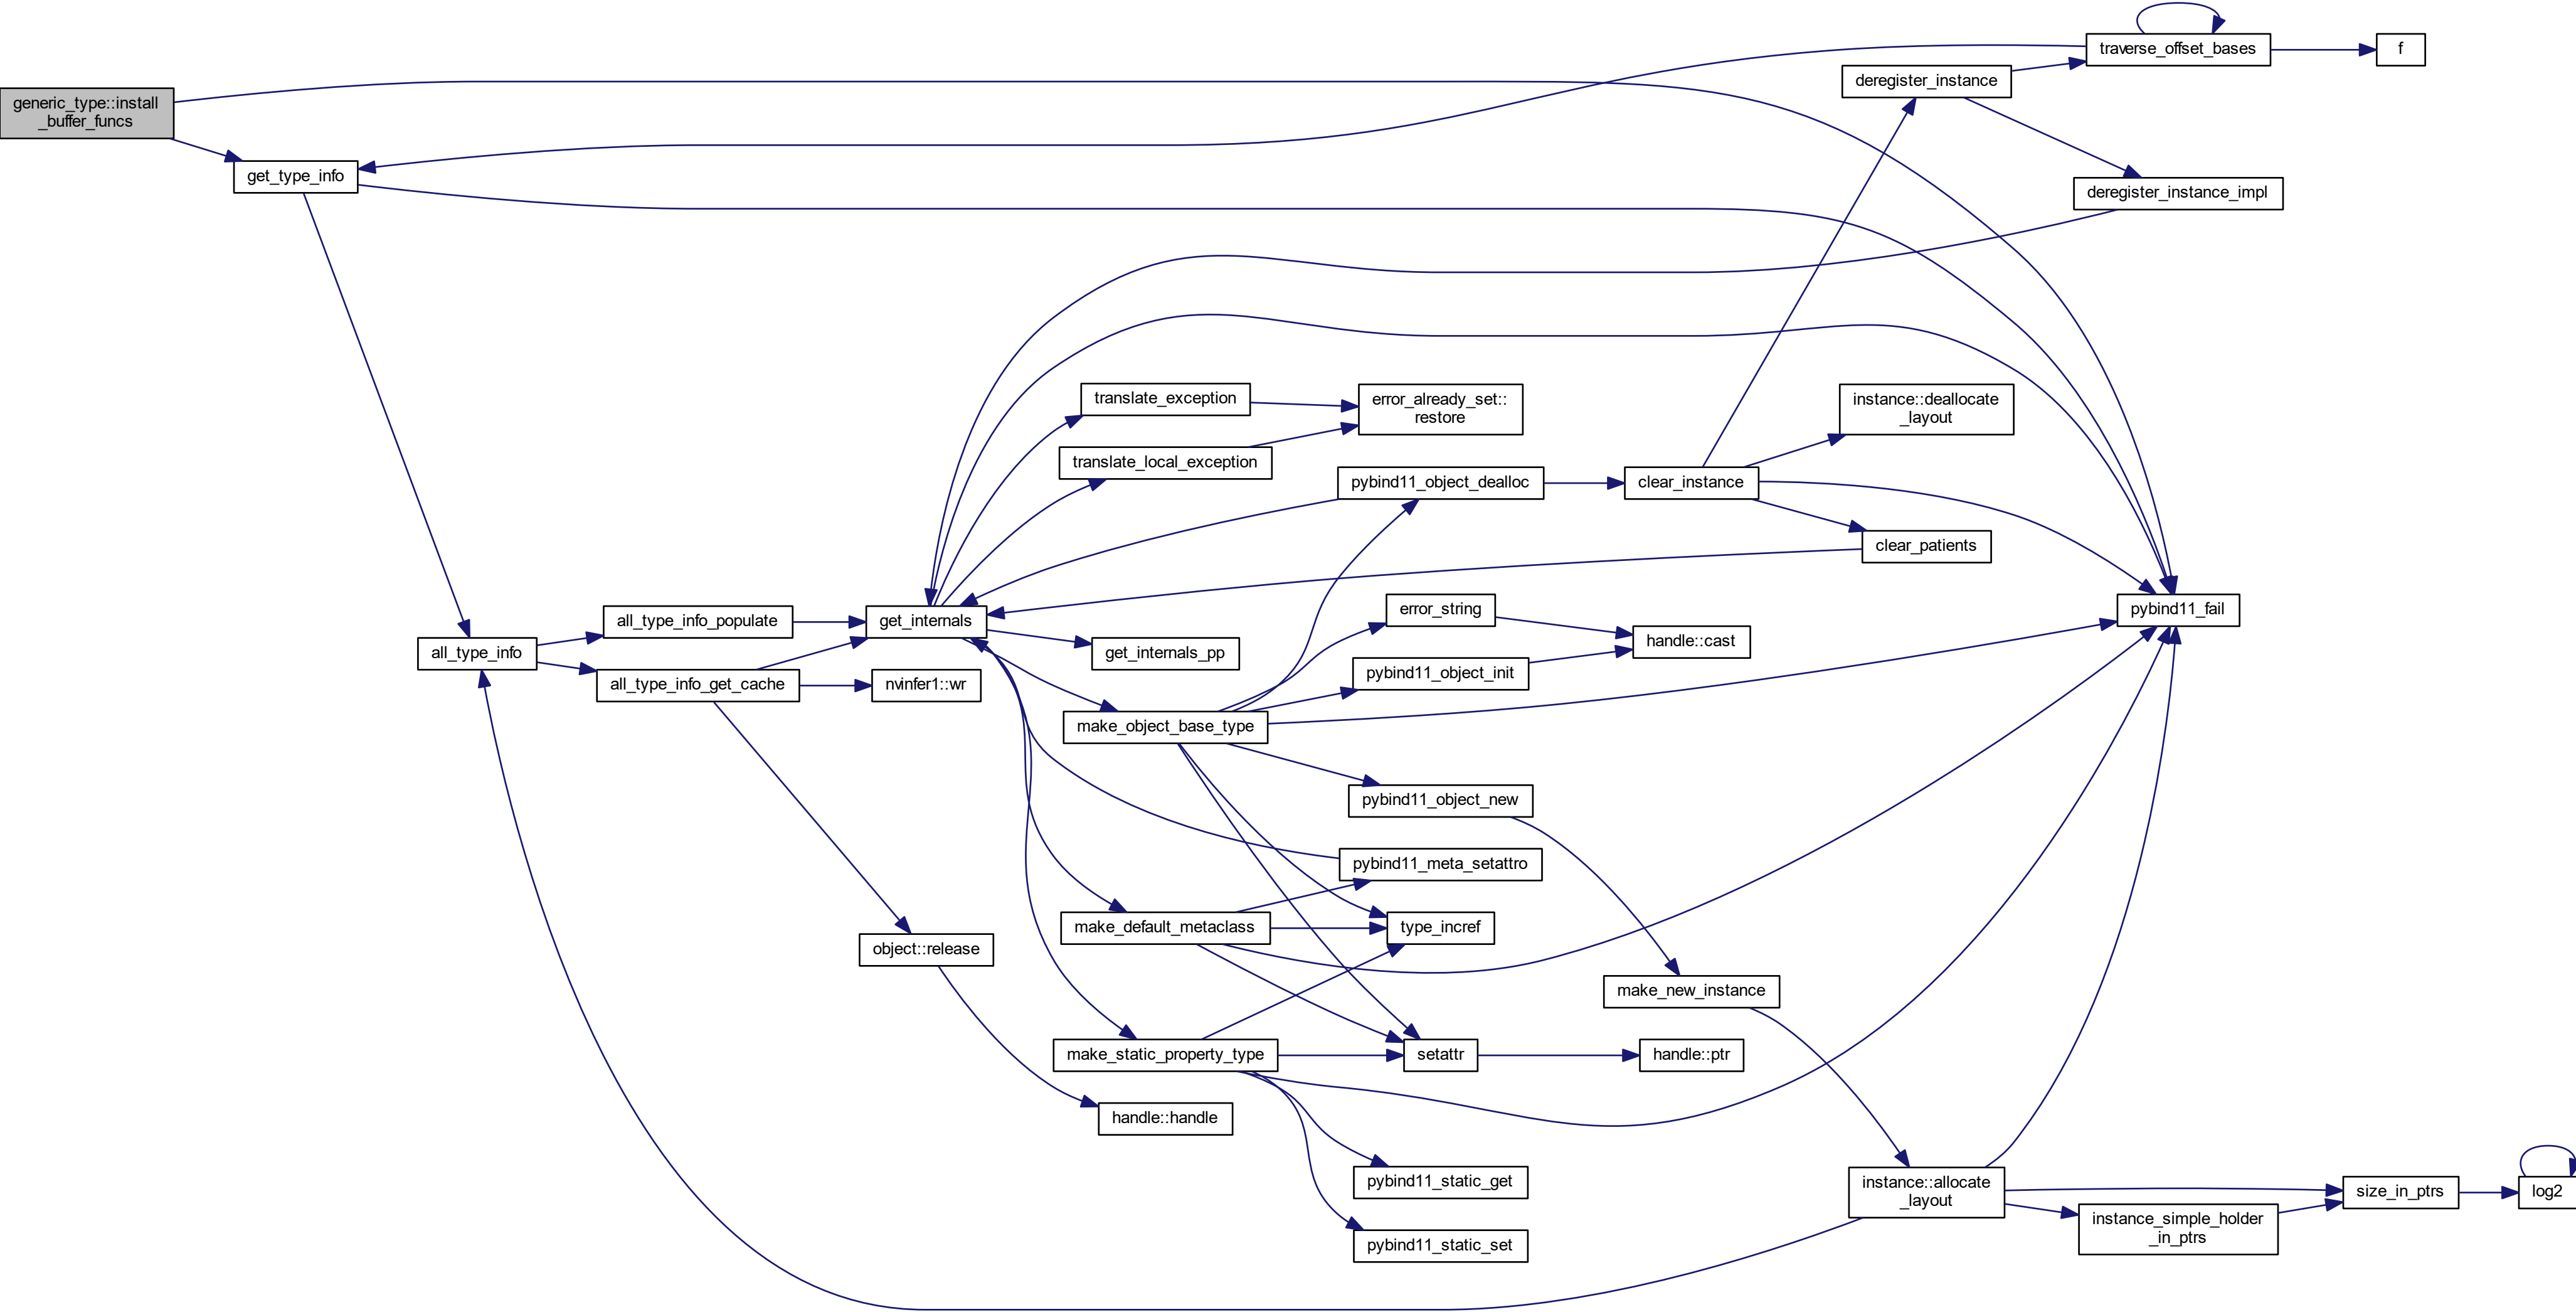 generic_type::install
_buffer_funcs
get_type_info
all_type_info
all_type_info_populate
all_type_info_get_cache
get_internals
nvinfer1::wr
object::release
handle::handle
translate_exception
translate_local_exception
get_internals_pp
make_object_base_type
make_default_metaclass
make_static_property_type
error_already_set::
restore
pybind11_object_dealloc
error_string
pybind11_object_init
pybind11_object_new
pybind11_meta_setattro
type_incref
setattr
pybind11_static_get
pybind11_static_set
clear_instance
handle::cast
make_new_instance
handle::ptr
deregister_instance
instance::deallocate
_layout
clear_patients
instance::allocate
_layout
traverse_offset_bases
deregister_instance_impl
pybind11_fail
instance_simple_holder
_in_ptrs
f
size_in_ptrs
log2